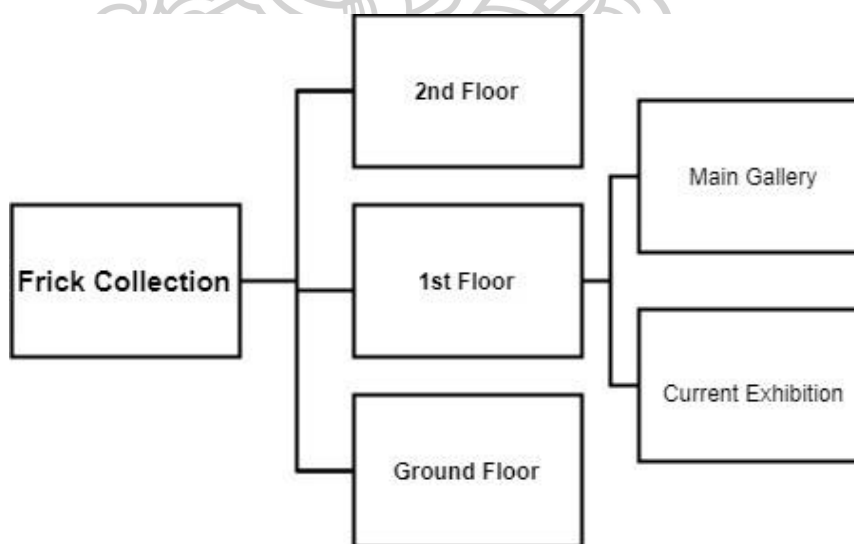 Frick Collection
2nd Floor
1st Floor
Ground Floor
Main Gallery
Current Exhibition